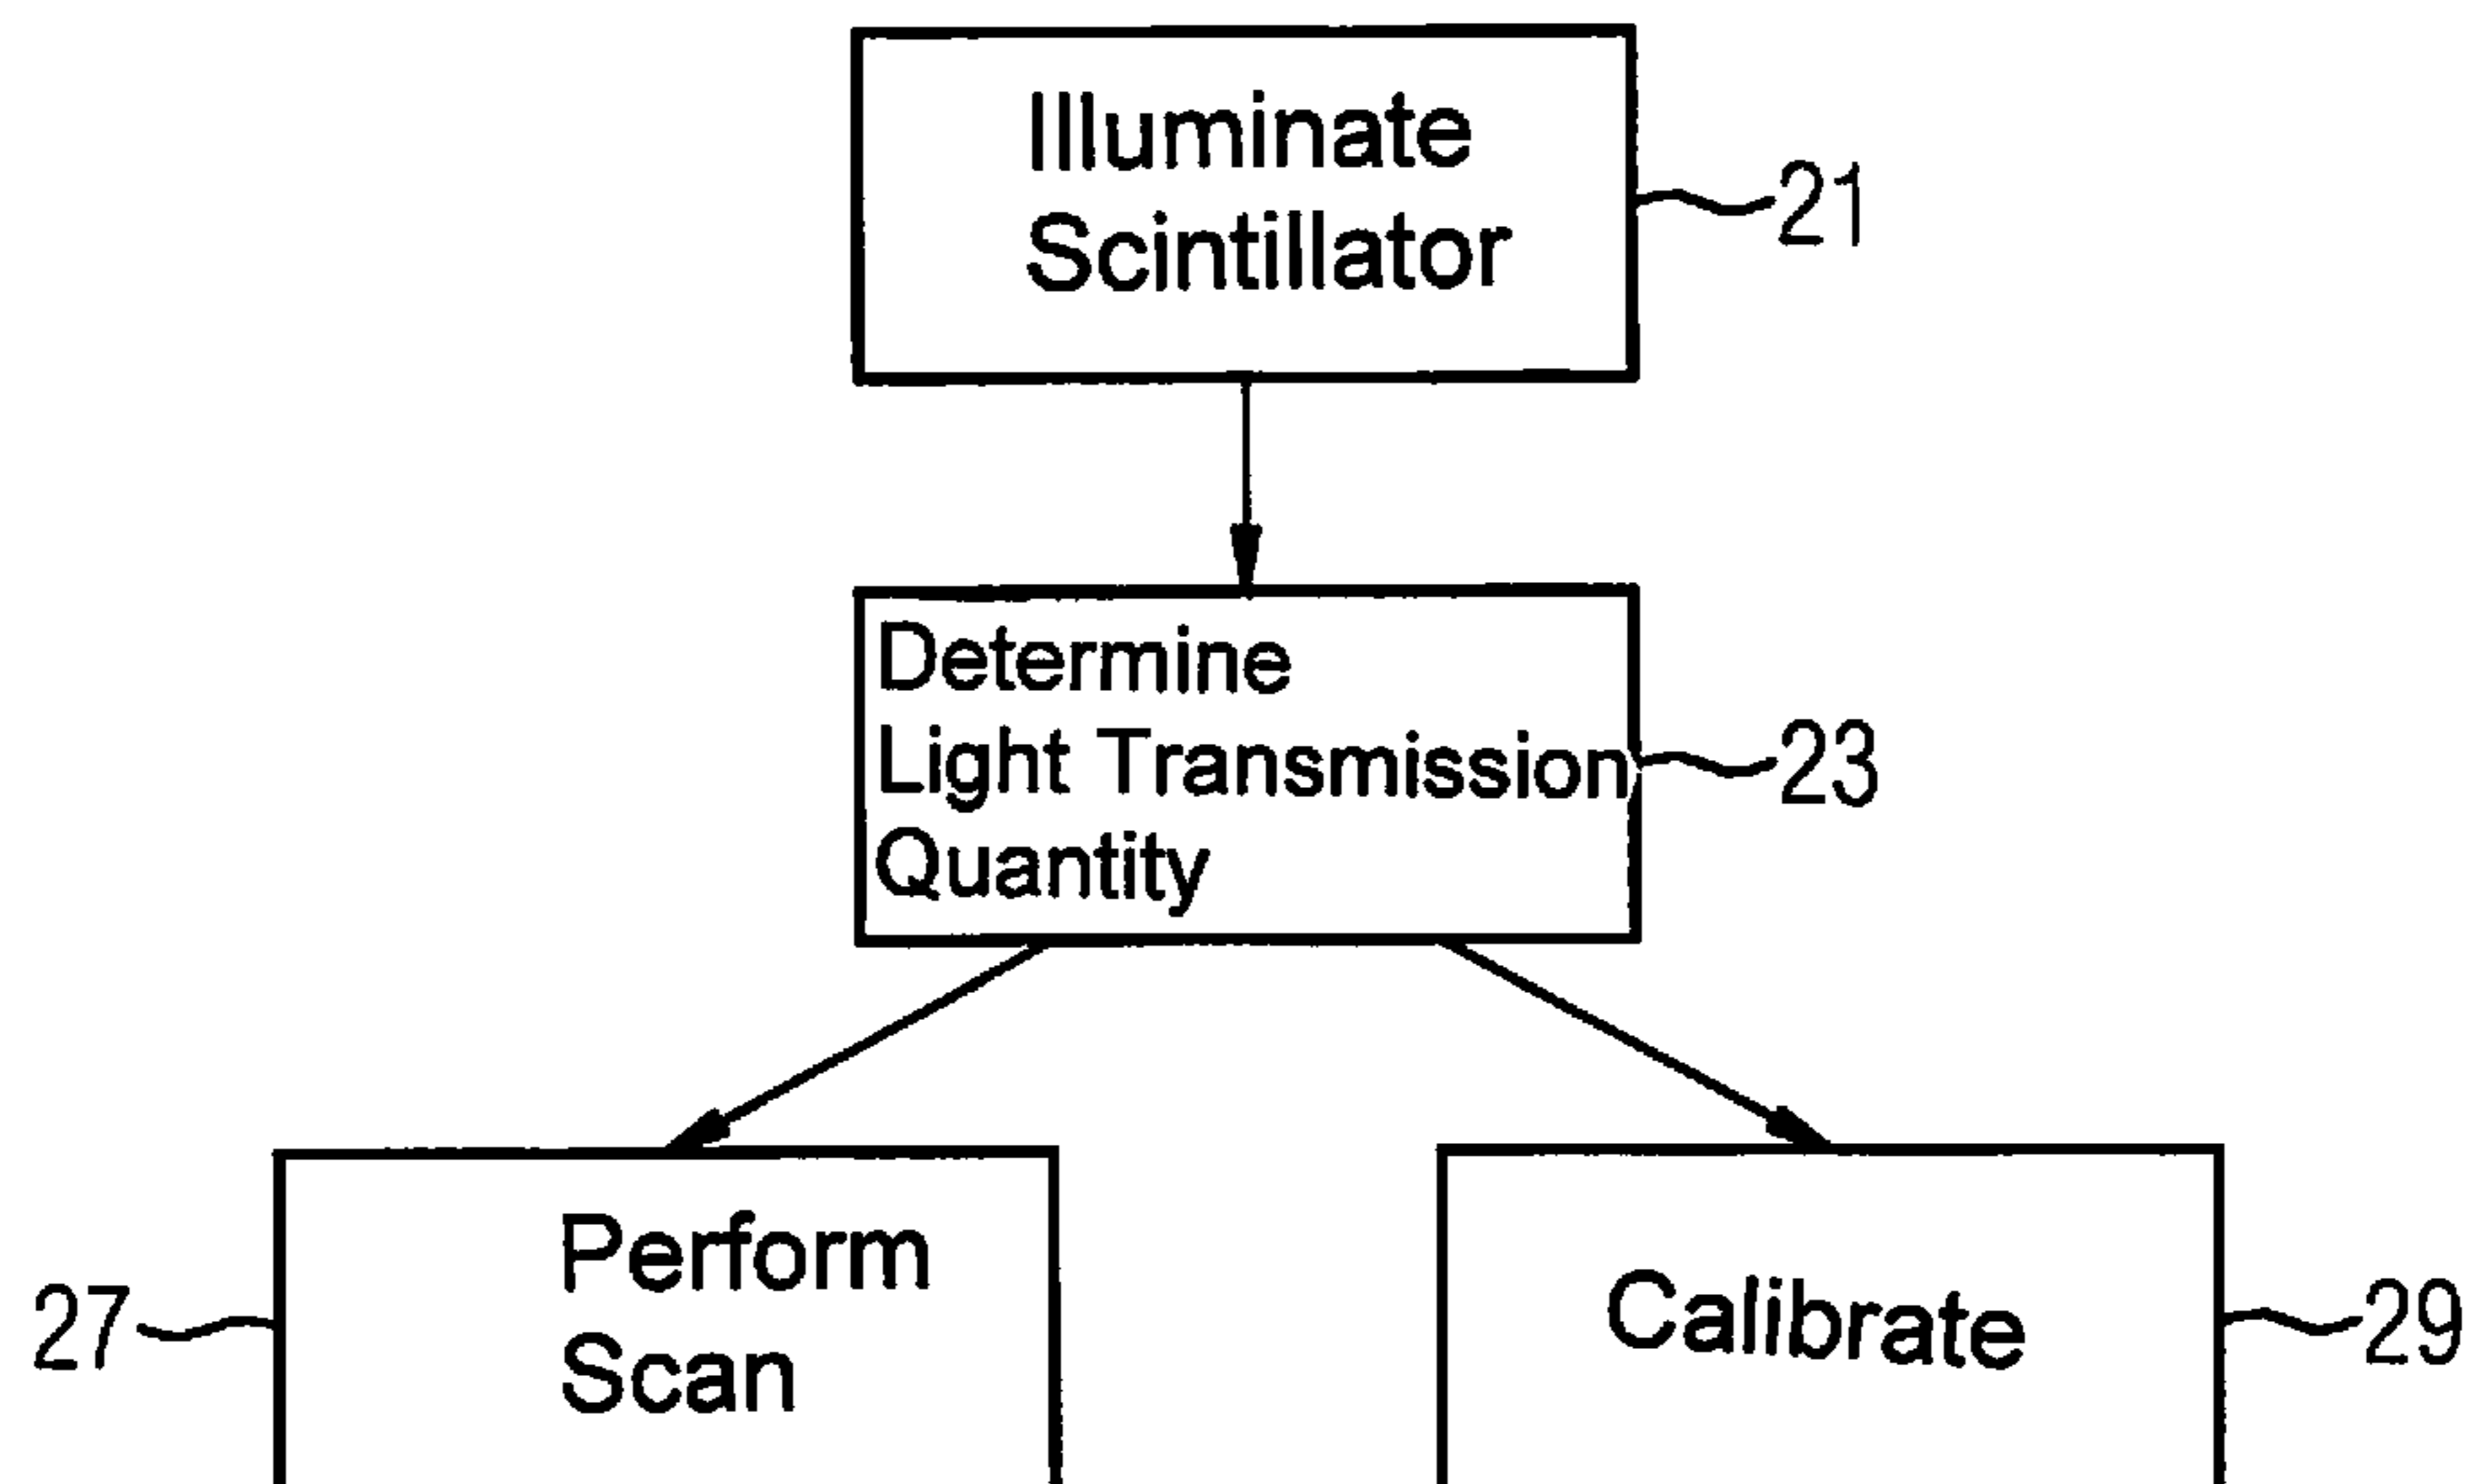 Illuminate
Scintillator
21
Determine
Light Transmission
Quantity
23
Perform
Scan
27
Calibrate
29